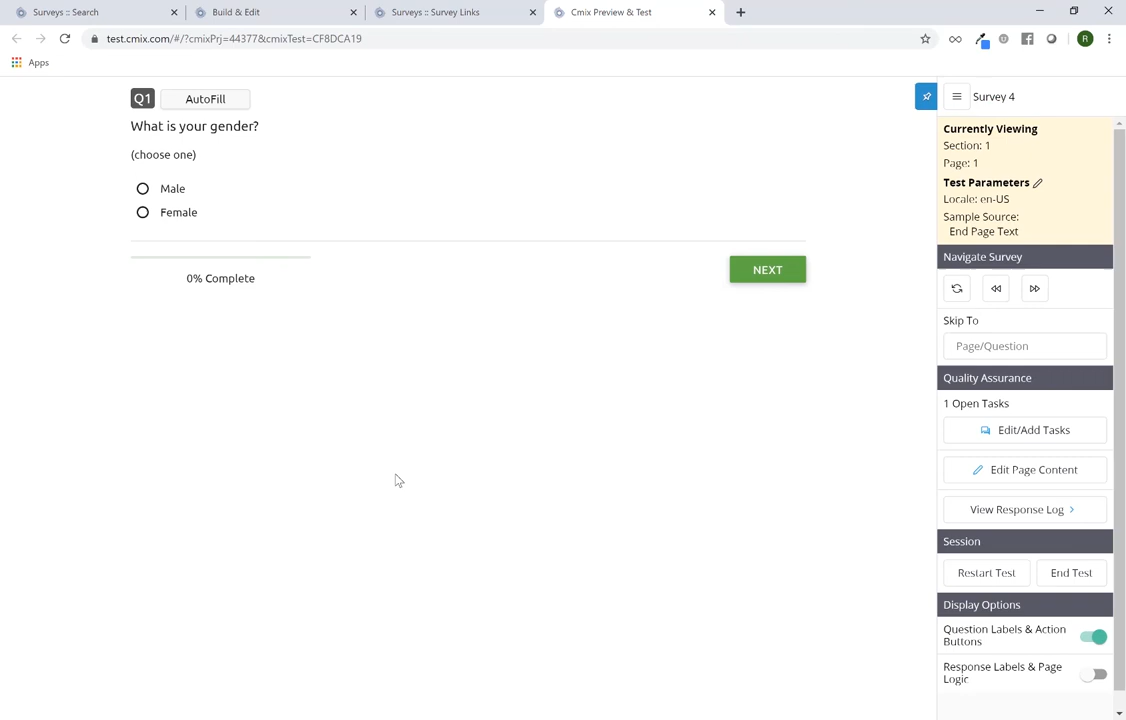 Surveys :: Search
Build & Edit
Surveys :: Survey Links
Cmix Preview & Test
test.cmix.com/#/?cmixPrj=44377&cmixTest=CF8DCA19
R
Apps
Q1 AutoFill
What is your gender?
(choose one)
Male
Female
0% Complete
NEXT
Survey 4
Currently Viewing
Section: 1
Page: 1
Test Parameters
Locale: en-US
Sample Source:
End Page Text
Navigate Survey
Skip To
Page/Question
Quality Assurance
1 Open Tasks
Edit/Add Tasks
Edit Page Content
View Response Log
Session
Restart Test End Test
Display Options
Question Labels & Action
Buttons
Response Labels & Page
Logic